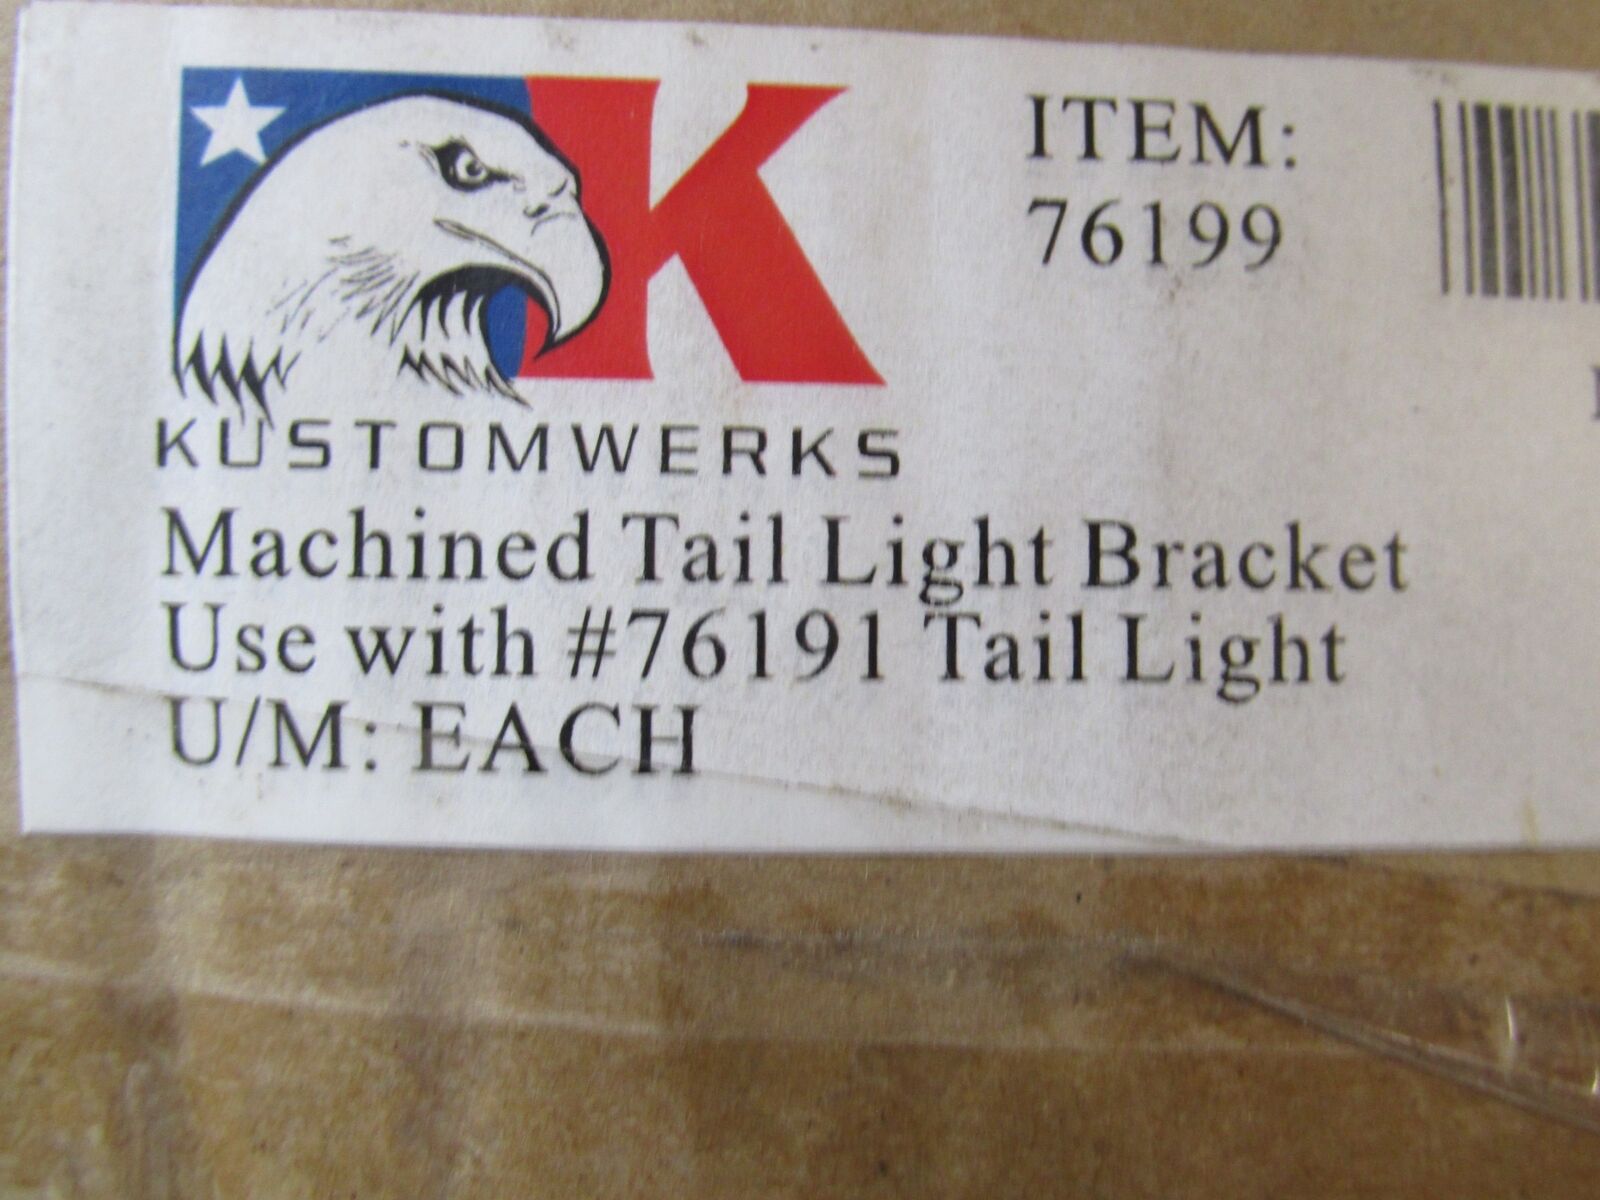 K
ITEM:
76199
KUSTOMWERKS
Machined Tail Light Bracket
Use with #76191 Tail Light
U/M: EACH